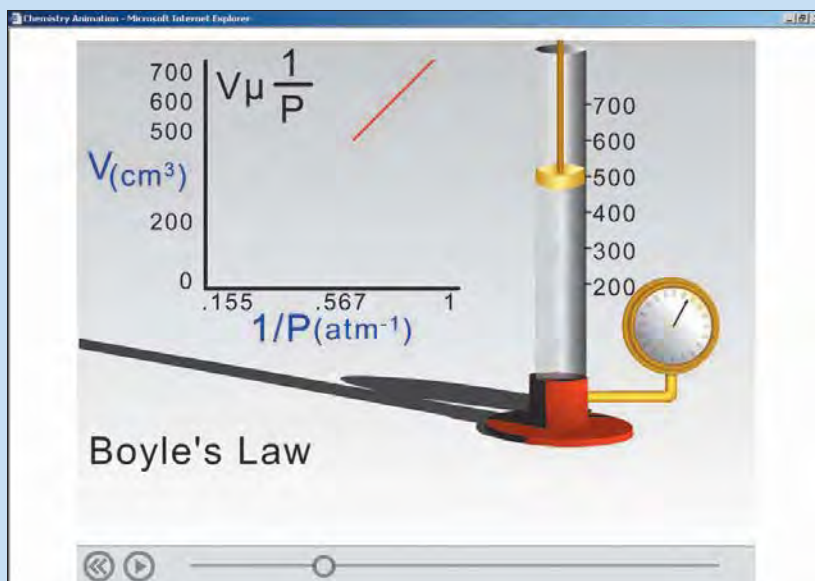 Chemistry Animation - Microsoft Internet Explorer
Vμ 1/P
700
600
500
200
0
V(cm³)
.155 .567 1
1/P(atm⁻¹)
700
600
500
400
300
200
Boyle's Law